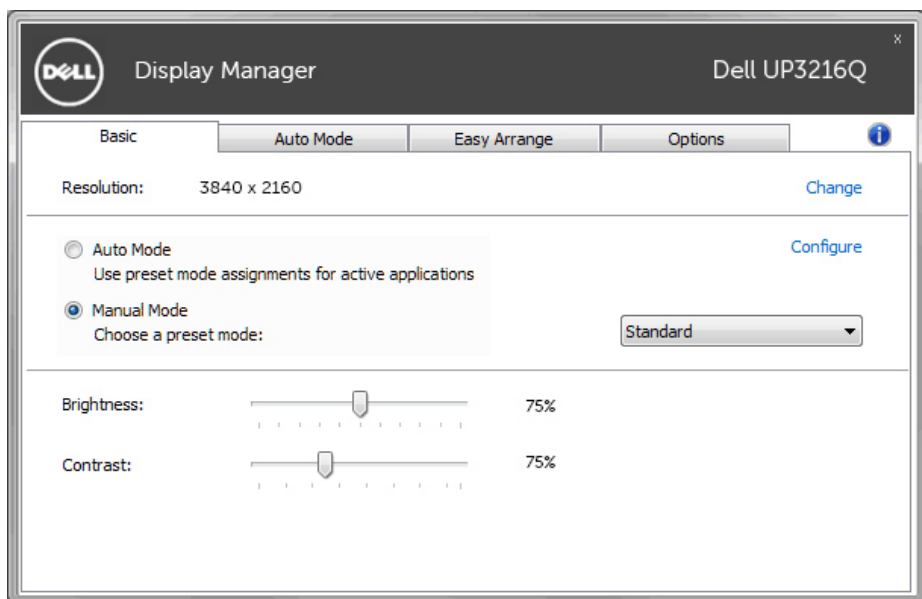 x
DELL Display Manager Dell UP3216Q
Basic Auto Mode Easy Arrange Options i
Resolution: 3840 x 2160 Change
Auto Mode Configure
Use preset mode assignments for active applications
Manual Mode
Choose a preset mode: Standard
Brightness: 75%
Contrast: 75%